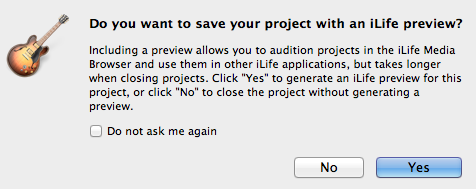 Do you want to save your project with an iLife preview?
Including a preview allows you to audition projects in the iLife Media
Browser and use them in other iLife applications, but takes longer
when closing projects. Click "Yes" to generate an iLife preview for this
project, or click "No" to close the project without generating a
preview.
Do not ask me again
No
Yes